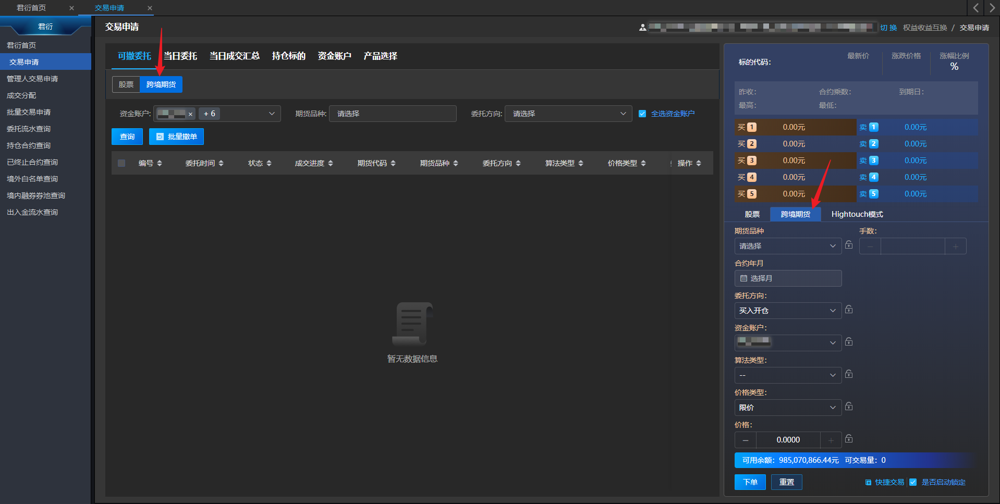 君衍首页 × 交易申请 ×
君衍
君衍首页
交易申请
管理人交易申请
成交分配
批量交易申请
委托流水查询
持仓合约查询
已终止合约查询
境外白名单查询
境内融券券池查询
出入金流水查询
交易申请
切换 权益收益互换 / 交易申请
可撤委托 当日委托 当日成交汇总 持仓标的 资金账户 产品选择
股票 跨境期货
资金账户: × + 6 期货品种: 请选择 委托方向: 请选择 全选资金账户
查询 批量撤单
编号 委托时间 状态 成交进度 期货代码 期货品种 委托方向 算法类型 价格类型 操作
暂无数据信息
标的代码: 最新价 涨跌价格 涨幅比例
%
昨收: 合约乘数: 到期日:
最高: 最低:
买 1 0.00元 卖 1 0.00元
买 2 0.00元 卖 2 0.00元
买 3 0.00元 卖 3 0.00元
买 4 0.00元 卖 4 0.00元
买 5 0.00元 卖 5 0.00元
股票 跨境期货 Hightouch模式
期货品种 手数:
请选择 − +
合约年月
选择月
委托方向:
买入开仓
资金账户:
算法类型:
--
价格类型:
限价
价格:
− 0.0000 +
可用余额: 985,070,866.44元 可交易量: 0
下单 重置 快捷交易 是否启动锁定